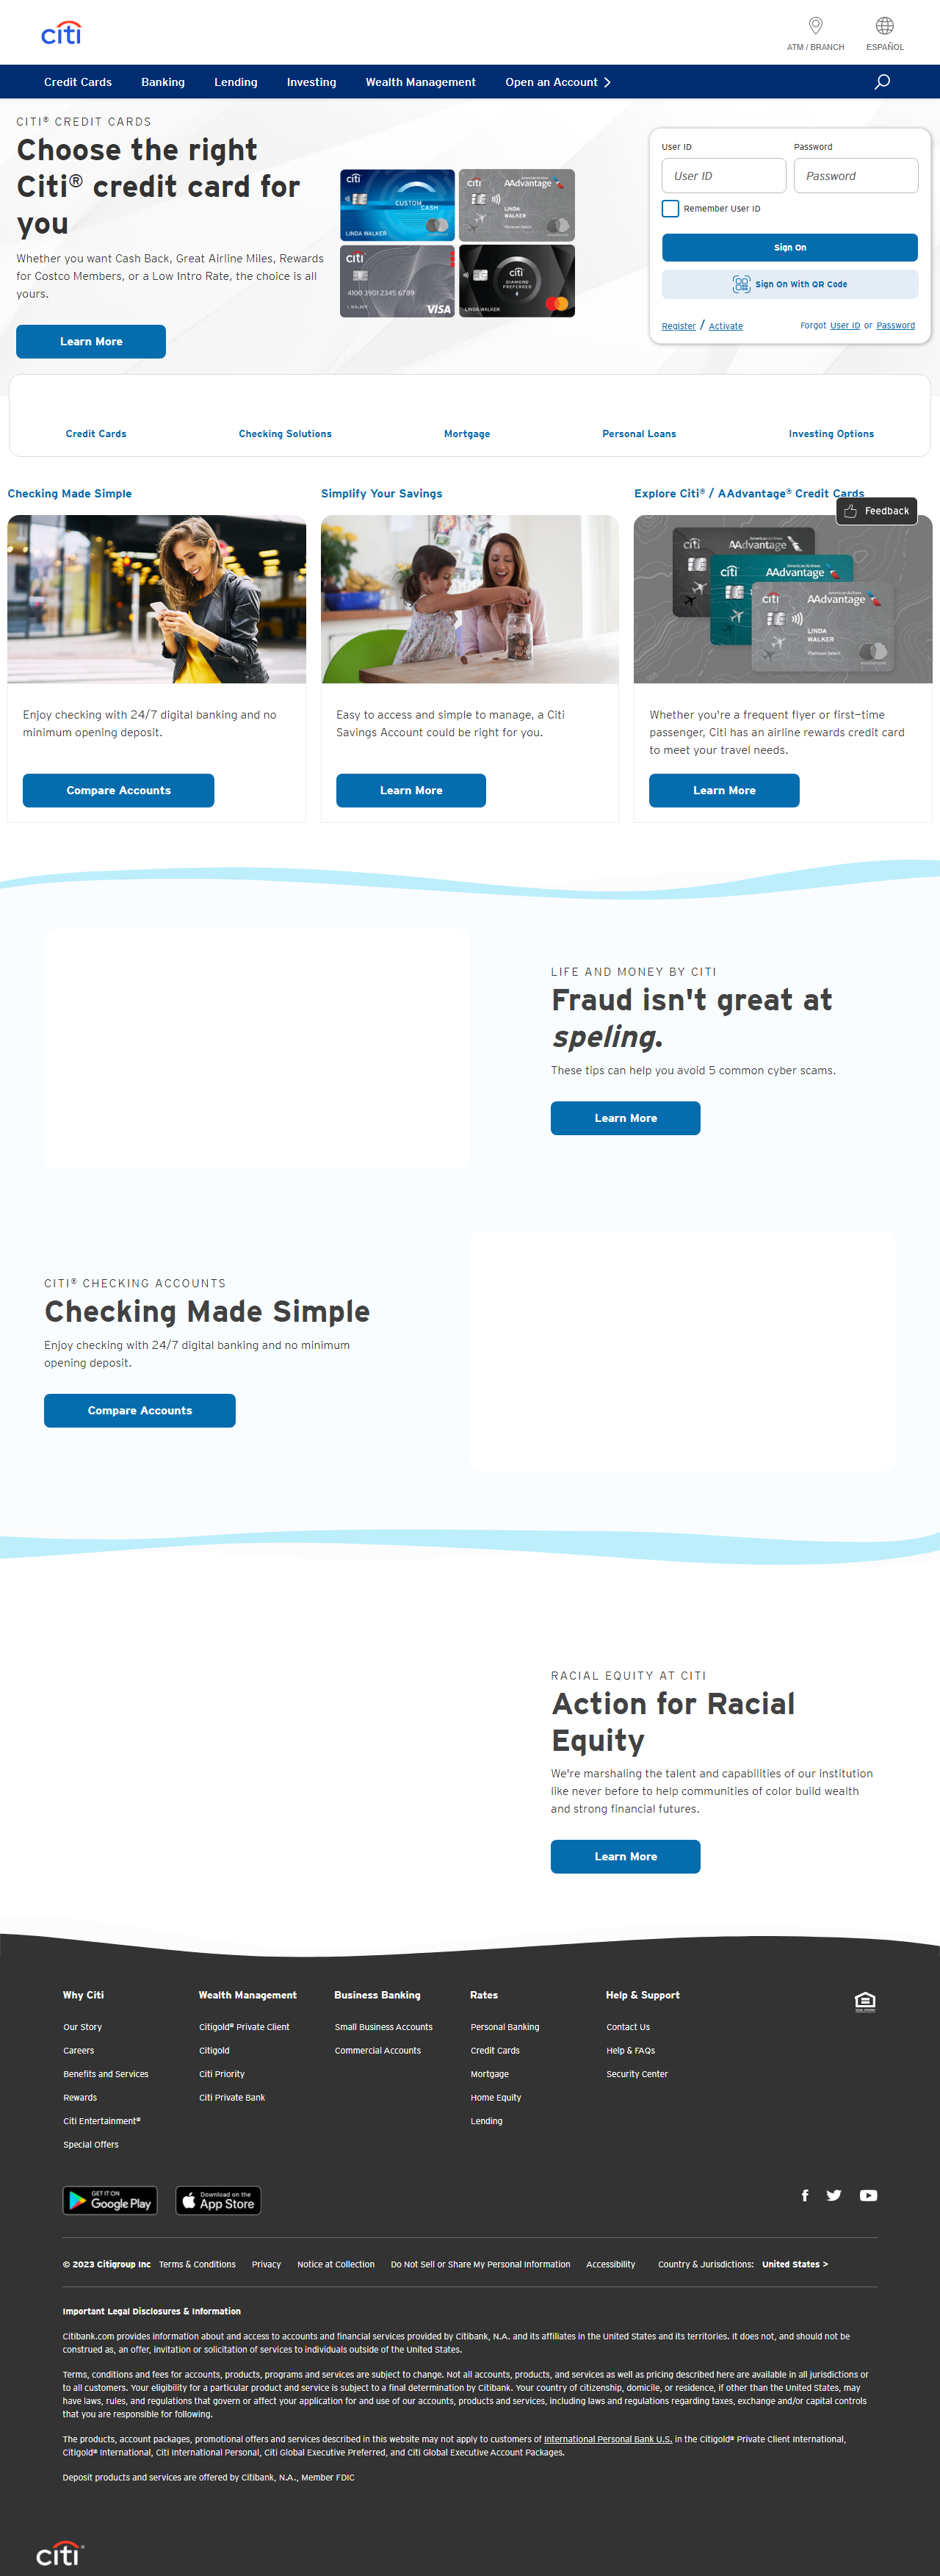 citi
ATM / BRANCH
ESPAÑOL
Credit Cards
Banking
Lending
Investing
Wealth Management
Open an Account
CITI® CREDIT CARDS
Choose the right
Citi® credit card for
you
Whether you want Cash Back, Great Airline Miles, Rewards
for Costco Members, or a Low Intro Rate, the choice is all
yours.
Learn More
citi
CUSTOM
CASH
LINDA WALKER
citi
American Airlines
AAdvantage
LINDA
WALKER
Platinum Select
citi
4100 3901 2345 6789
VISA
citi
DIAMOND
PREFERRED
LINDA WALKER
User ID
Password
User ID
Password
Remember User ID
Sign On
Sign On With QR Code
Register / Activate
Forgot User ID or Password
Credit Cards
Checking Solutions
Mortgage
Personal Loans
Investing Options
Checking Made Simple
Simplify Your Savings
Explore Citi® / AAdvantage® Credit Cards
Feedback
citi
American Airlines
AAdvantage
citi
American Airlines
AAdvantage
citi
American Airlines
AAdvantage
LINDA
WALKER
Platinum Select
Enjoy checking with 24/7 digital banking and no
minimum opening deposit.
Compare Accounts
Easy to access and simple to manage, a Citi
Savings Account could be right for you.
Learn More
Whether you're a frequent flyer or first-time
passenger, Citi has an airline rewards credit card
to meet your travel needs.
Learn More
LIFE AND MONEY BY CITI
Fraud isn't great at
speling.
These tips can help you avoid 5 common cyber scams.
Learn More
CITI® CHECKING ACCOUNTS
Checking Made Simple
Enjoy checking with 24/7 digital banking and no minimum
opening deposit.
Compare Accounts
RACIAL EQUITY AT CITI
Action for Racial
Equity
We're marshaling the talent and capabilities of our institution
like never before to help communities of color build wealth
and strong financial futures.
Learn More
Why Citi
Our Story
Careers
Benefits and Services
Rewards
Citi Entertainment®
Special Offers
Wealth Management
Citigold® Private Client
Citigold
Citi Priority
Citi Private Bank
Business Banking
Small Business Accounts
Commercial Accounts
Rates
Personal Banking
Credit Cards
Mortgage
Home Equity
Lending
Help & Support
Contact Us
Help & FAQs
Security Center
GET IT ON
Google Play
Download on the
App Store
© 2023 Citigroup Inc
Terms & Conditions
Privacy
Notice at Collection
Do Not Sell or Share My Personal Information
Accessibility
Country & Jurisdictions:
United States >
Important Legal Disclosures & Information
Citibank.com provides information about and access to accounts and financial services provided by Citibank, N.A. and its affiliates in the United States and its territories. It does not, and should not be
construed as, an offer, invitation or solicitation of services to individuals outside of the United States.
Terms, conditions and fees for accounts, products, programs and services are subject to change. Not all accounts, products, and services as well as pricing described here are available in all jurisdictions or
to all customers. Your eligibility for a particular product and service is subject to a final determination by Citibank. Your country of citizenship, domicile, or residence, if other than the United States, may
have laws, rules, and regulations that govern or affect your application for and use of our accounts, products and services, including laws and regulations regarding taxes, exchange and/or capital controls
that you are responsible for following.
The products, account packages, promotional offers and services described in this website may not apply to customers of International Personal Bank U.S. in the Citigold® Private Client International,
Citigold® International, Citi International Personal, Citi Global Executive Preferred, and Citi Global Executive Account Packages.
Deposit products and services are offered by Citibank, N.A., Member FDIC
citi®